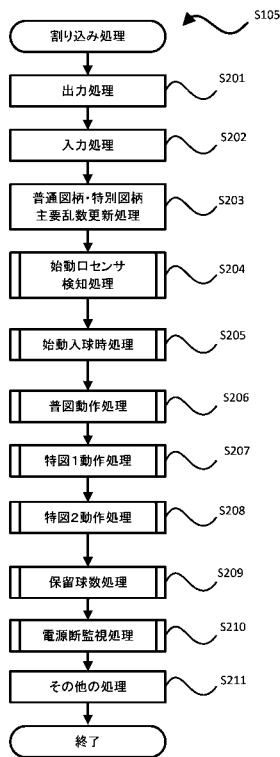 割り込み処理
S105
出力処理
S201
入力処理
S202
普通図柄・特別図柄
主要乱数更新処理
S203
始動口センサ
検知処理
S204
始動入球時処理
S205
普図動作処理
S206
特図1動作処理
S207
特図2動作処理
S208
保留球数処理
S209
電源断監視処理
S210
その他の処理
S211
終了